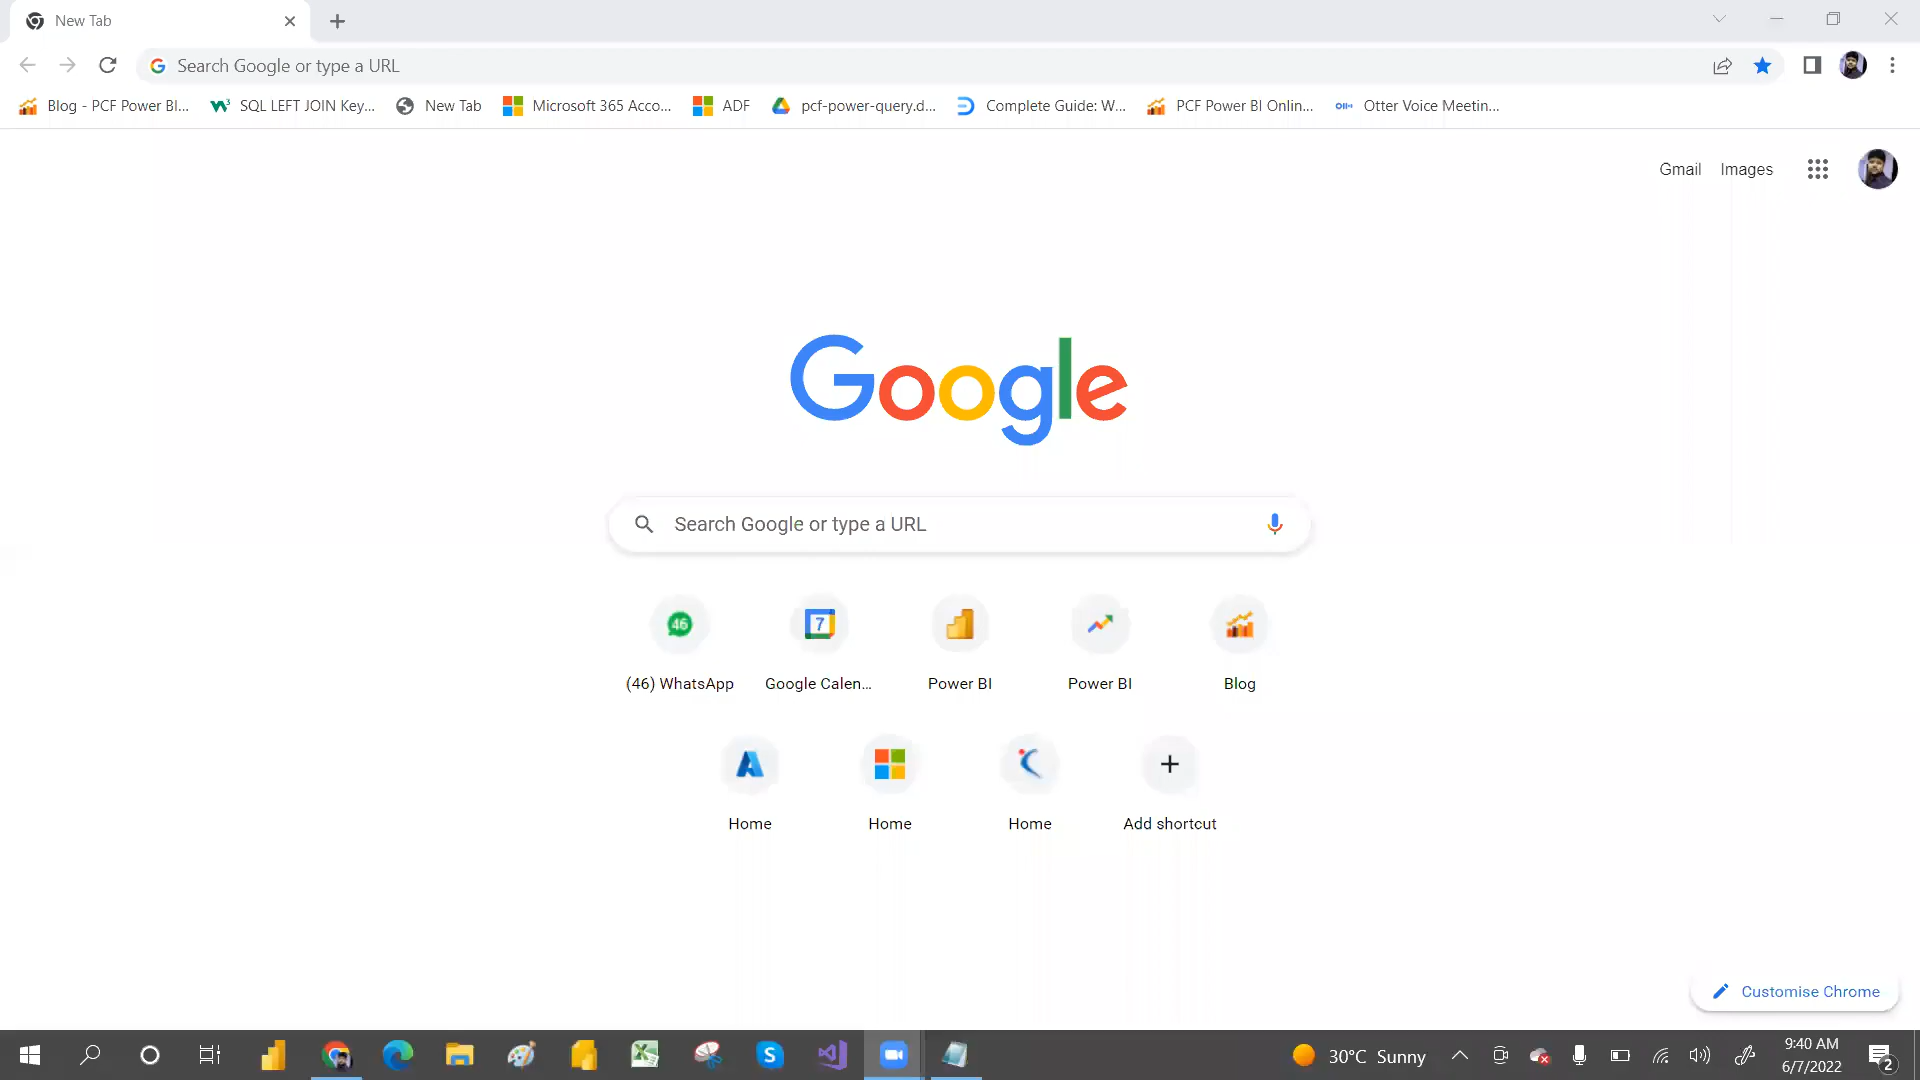 New Tab
Search Google or type a URL
Blog - PCF Power BI... SQL LEFT JOIN Key... New Tab Microsoft 365 Acco... ADF pcf-power-query.d... Complete Guide: W... PCF Power BI Onlin... Otter Voice Meetin...
Gmail Images
Google
Search Google or type a URL
46 7
(46) WhatsApp Google Calen... Power BI Power BI Blog
Home Home Home Add shortcut
Customise Chrome
30°C Sunny
9:40 AM
6/7/2022
2